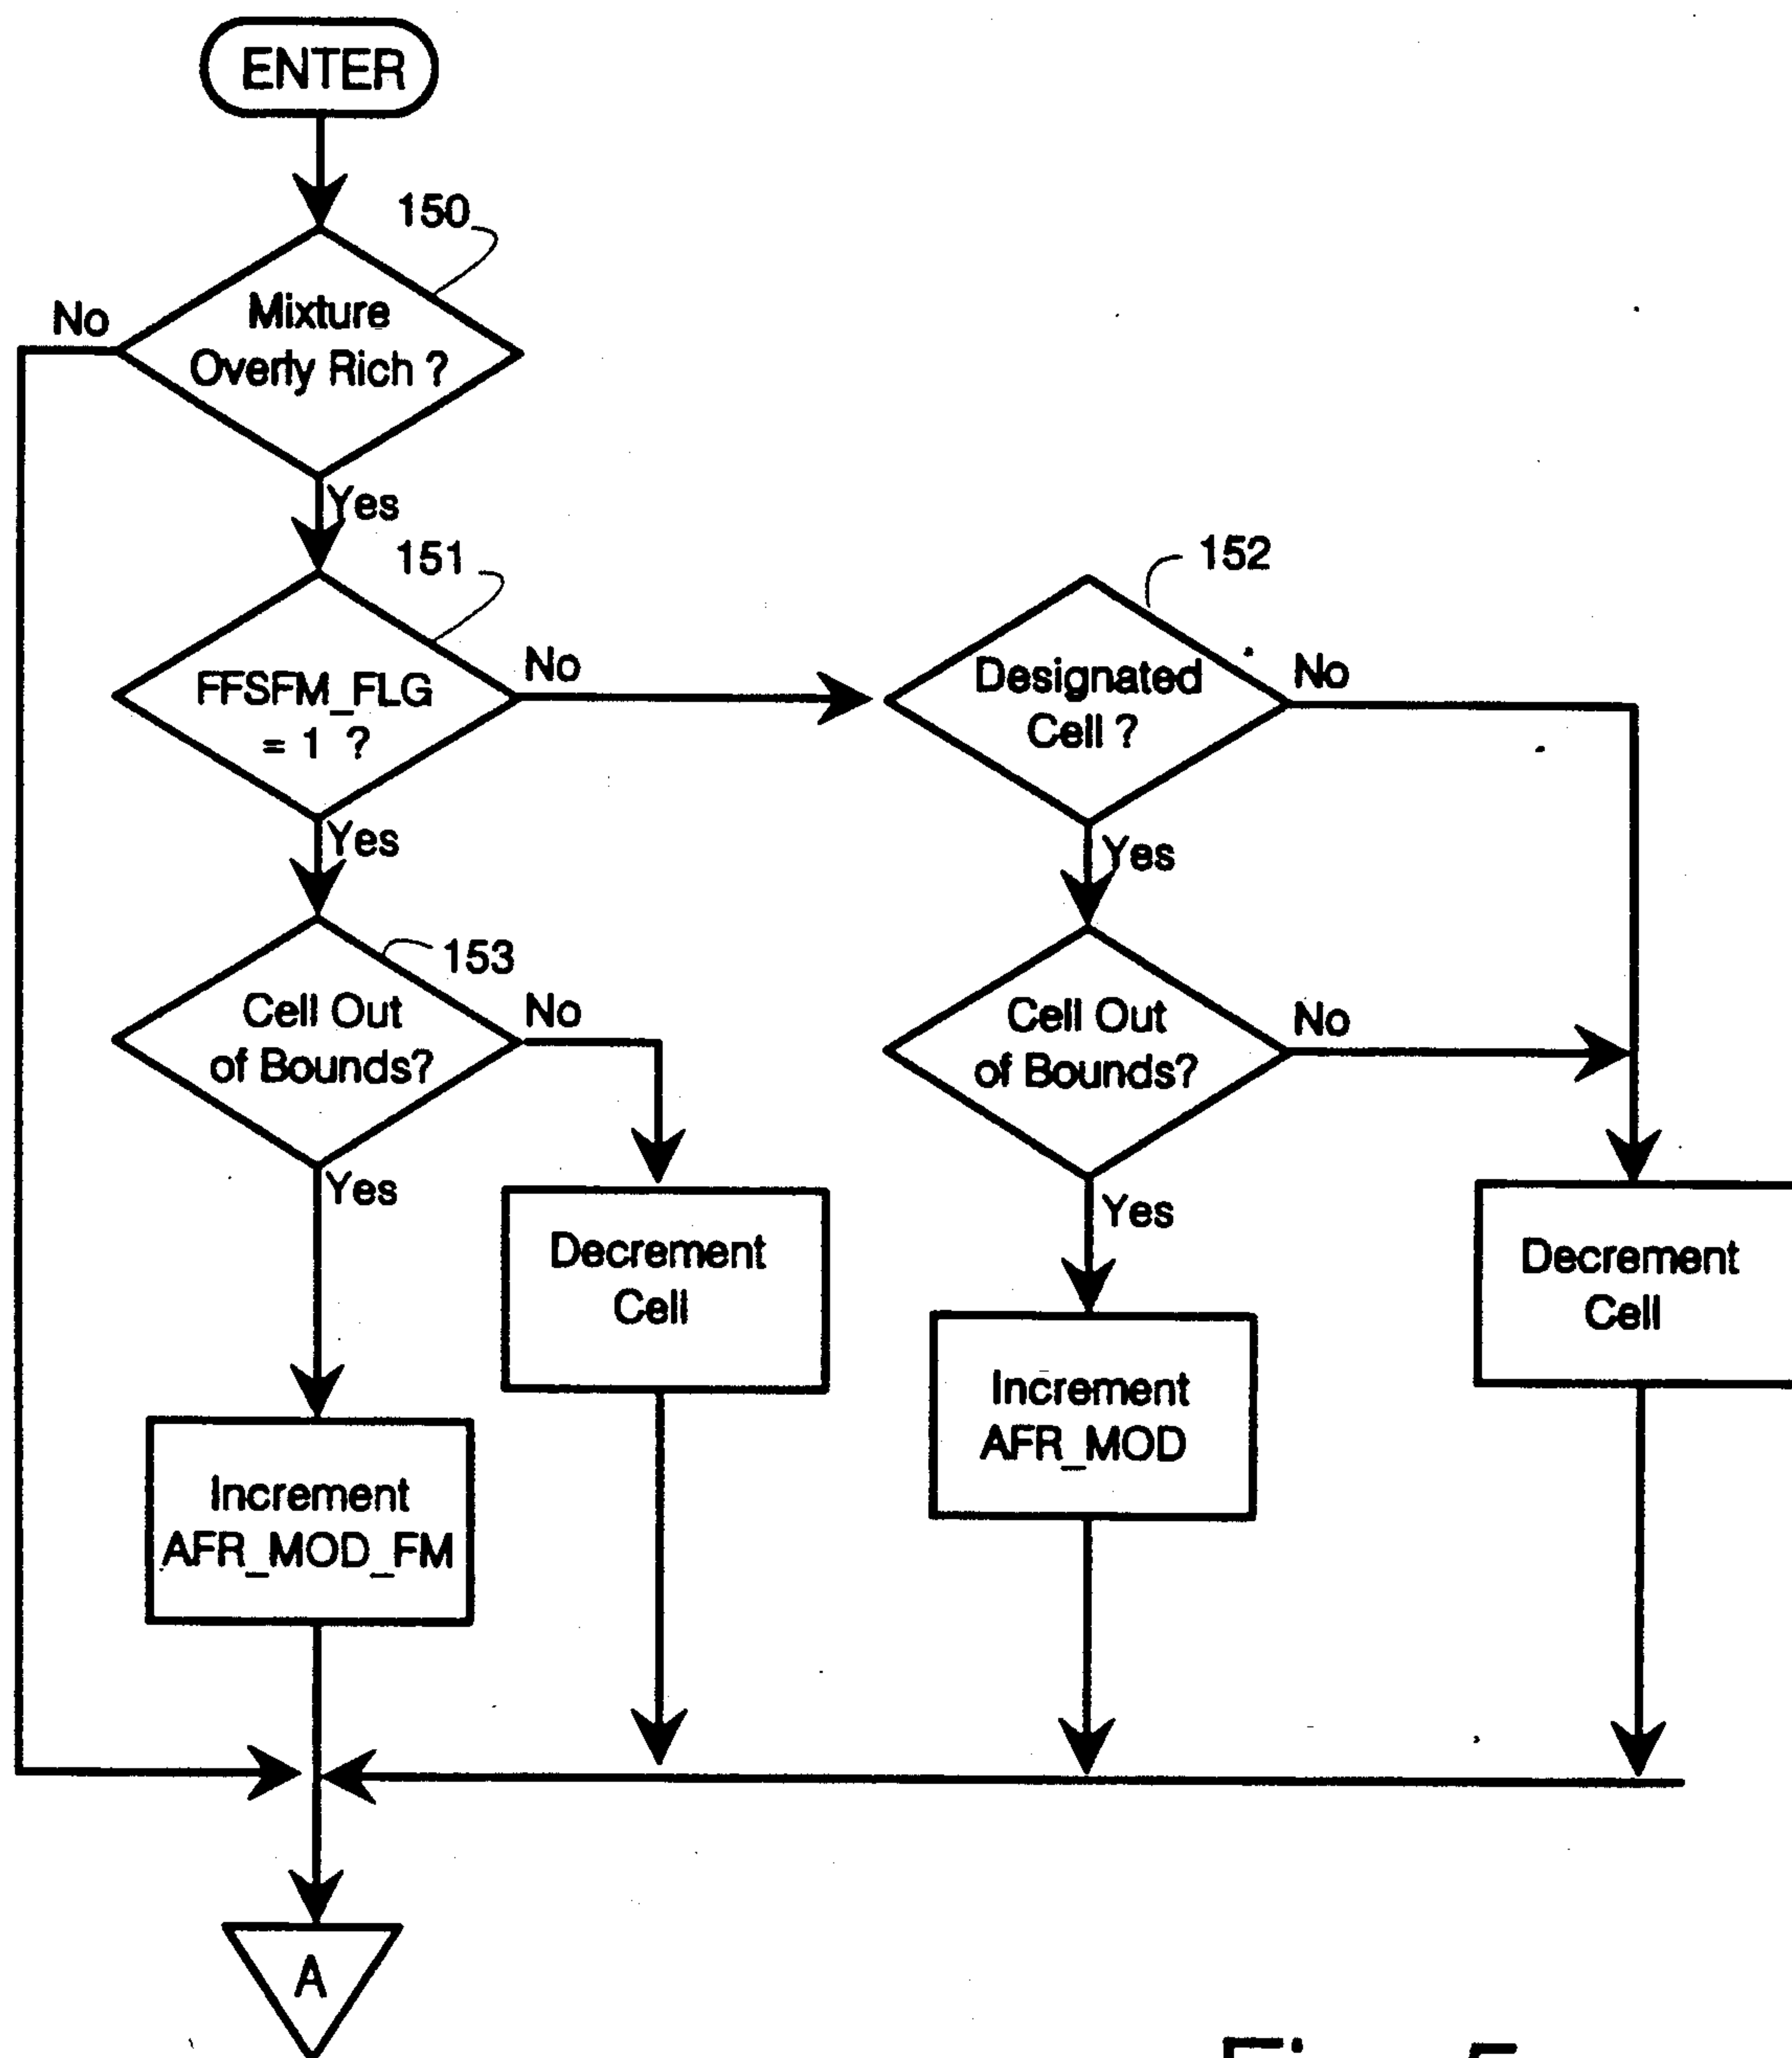 ENTER
150
No
Mixture
Overly Rich ?
Yes
151
152
FFSFM_FLG
= 1 ?
No
Designated
Cell ?
No
Yes
Yes
153
Cell Out
of Bounds?
No
Cell Out
of Bounds?
No
Yes
Yes
Decrement
Cell
Decrement
Cell
Increment
AFR_MOD
Increment
AFR_MOD_FM
A